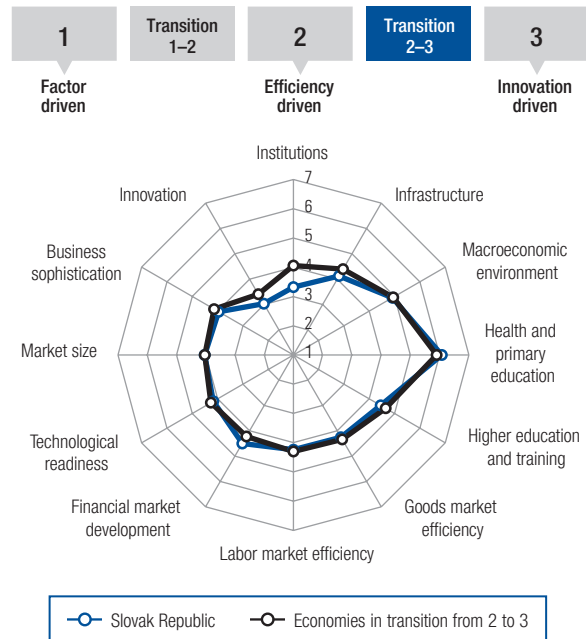 1
Transition
1–2
2
Transition
2–3
3
Factor
driven
Efficiency
driven
Innovation
driven
Institutions
7
6
5
4
3
2
1
Infrastructure
Macroeconomic
environment
Health and
primary
education
Higher education
and training
Goods market
efficiency
Labor market efficiency
Financial market
development
Technological
readiness
Market size
Business
sophistication
Innovation
Slovak Republic
Economies in transition from 2 to 3